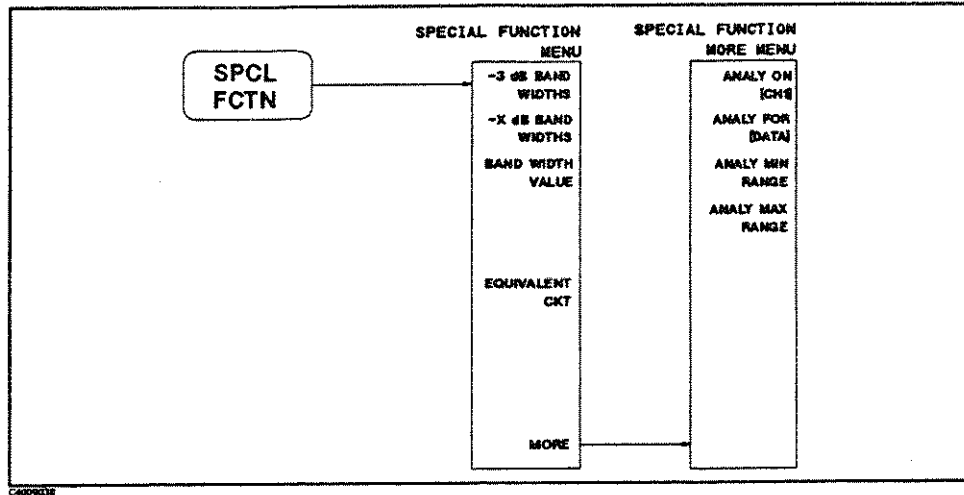 SPCL
FCTN
SPECIAL FUNCTION
MENU
-3 dB BAND
WIDTHS
-X dB BAND
WIDTHS
BAND WIDTH
VALUE
EQUIVALENT
CKT
MORE
SPECIAL FUNCTION
MORE MENU
ANALY ON
[CH1]
ANALY FOR
[DATA]
ANALY MIN
RANGE
ANALY MAX
RANGE